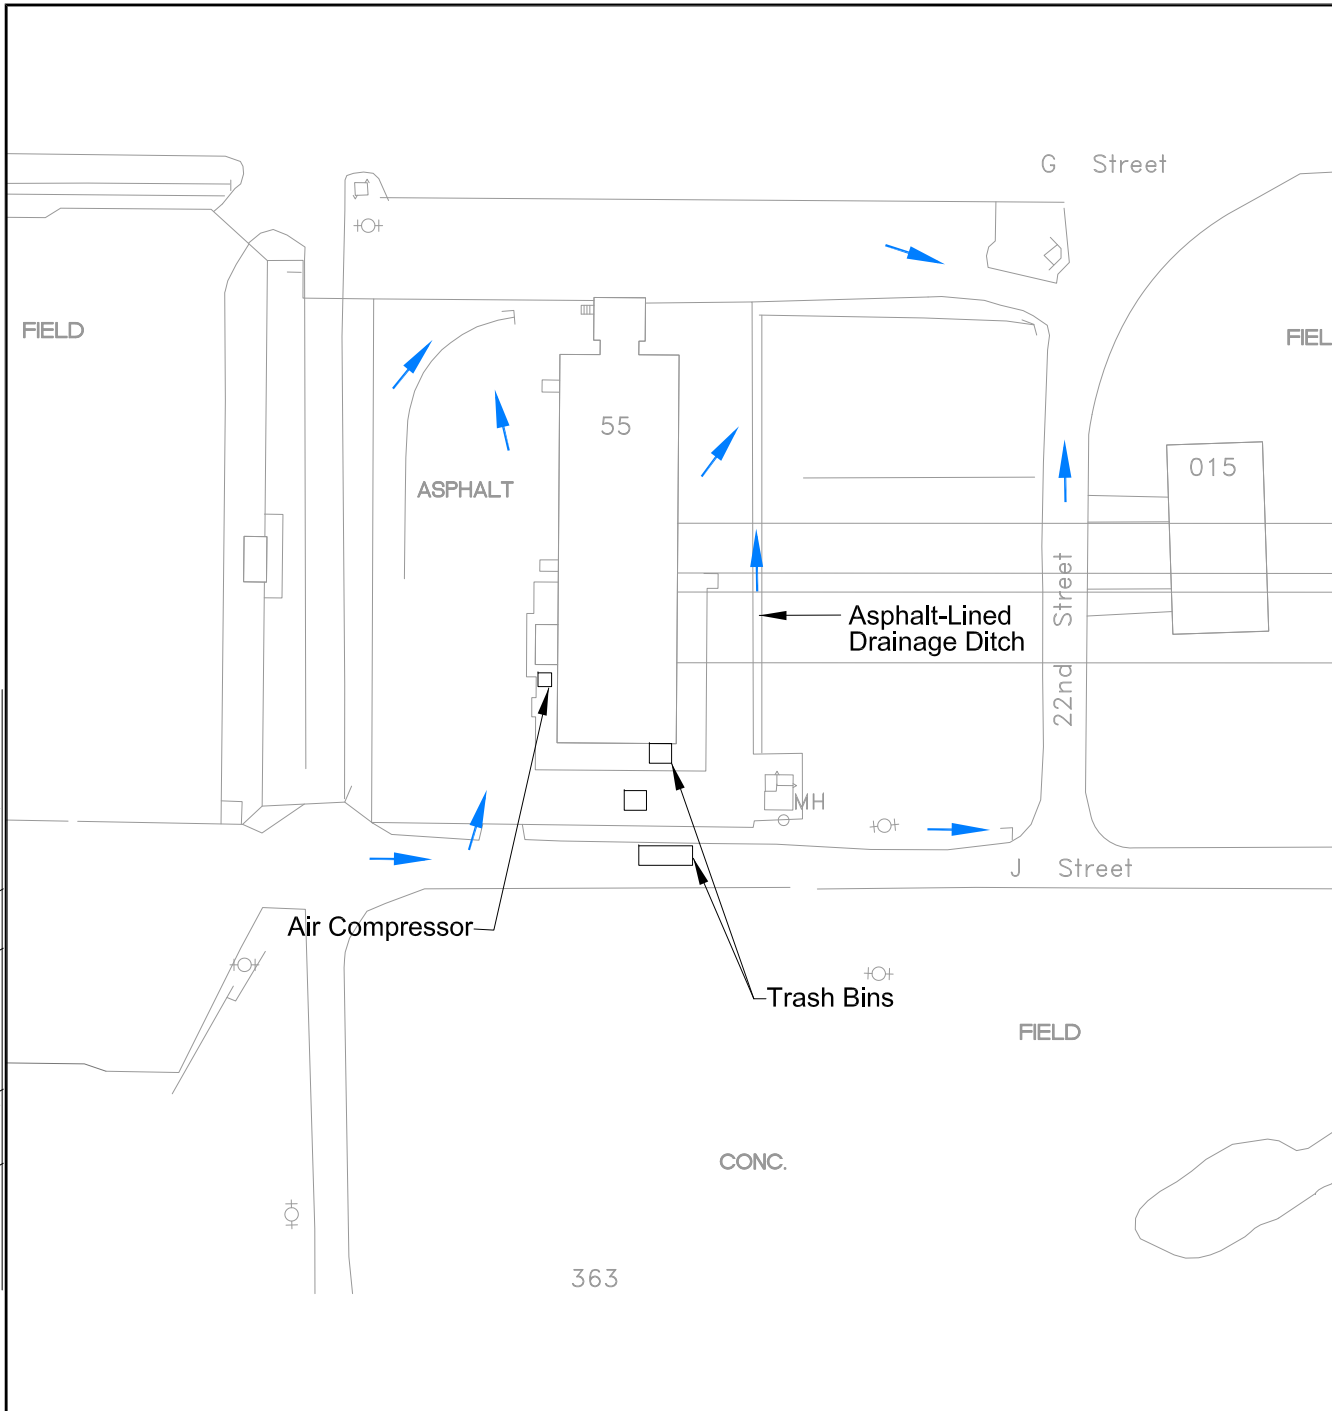 G Street
FIELD
FIEL
55
015
ASPHALT
22nd Street
Asphalt-Lined
Drainage Ditch
MH
J Street
Air Compressor
Trash Bins
FIELD
CONC.
363